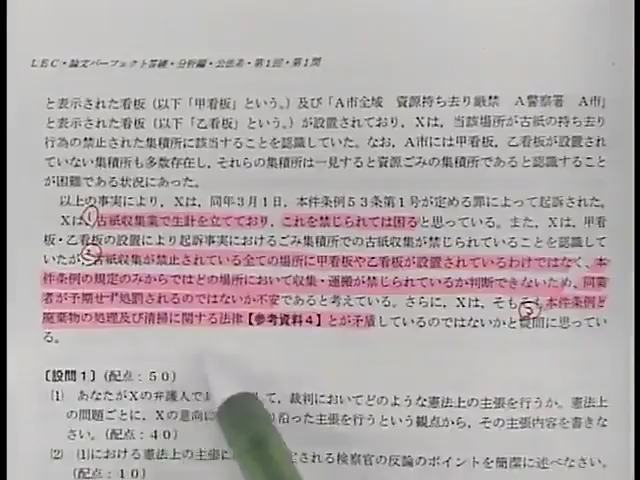 LEC・論文パーフェクト答練・分析編・公法系・第1回・第1問
と表示された看板(以下「甲看板」という。)及び「A市全域 資源持ち去り厳禁 A警察署 A市」
と表示された看板(以下「乙看板」という。)が設置されており、Xは、当該場所が古紙の持ち去り
行為の禁止された集積所に該当することを認識していた。なお、A市には甲看板、乙看板が設置され
ていない集積所も多数存在し、それらの集積所は一見すると資源ごみの集積所であると認識すること
が困難である状況にあった。
以上の事実により、Xは、同年3月1日、本件条例53条第1号が定める罪によって起訴された。
Xは、①古紙収集業で生計を立てており、これを禁じられては困ると思っている。また、Xは、甲看
板・乙看板の設置により起訴事実におけるごみ集積所での古紙収集が禁じられていることを認識して
いたが、②古紙収集が禁止されている全ての場所に甲看板や乙看板が設置されているわけではなく、本
件条例の規定のみからではどの場所において収集・運搬が禁じられているか判断できないため、同業
者が予期せず処罰されるのではないか不安であると考えている。さらに、Xは、そもそも③本件条例と
廃棄物の処理及び清掃に関する法律【参考資料4】とが矛盾しているのではないかと疑問に思ってい
る。
〔設問1〕(配点:50)
(1) あなたがXの弁護人で して、裁判においてどのような憲法上の主張を行うか。憲法上
の問題ごとに、Xの意向に 沿った主張を行うという観点から、その主張内容を書きな
さい。(配点:40)
(2) (1)における憲法上の主張に 定される検察官の反論のポイントを簡潔に述べなさい。
(配点:10)